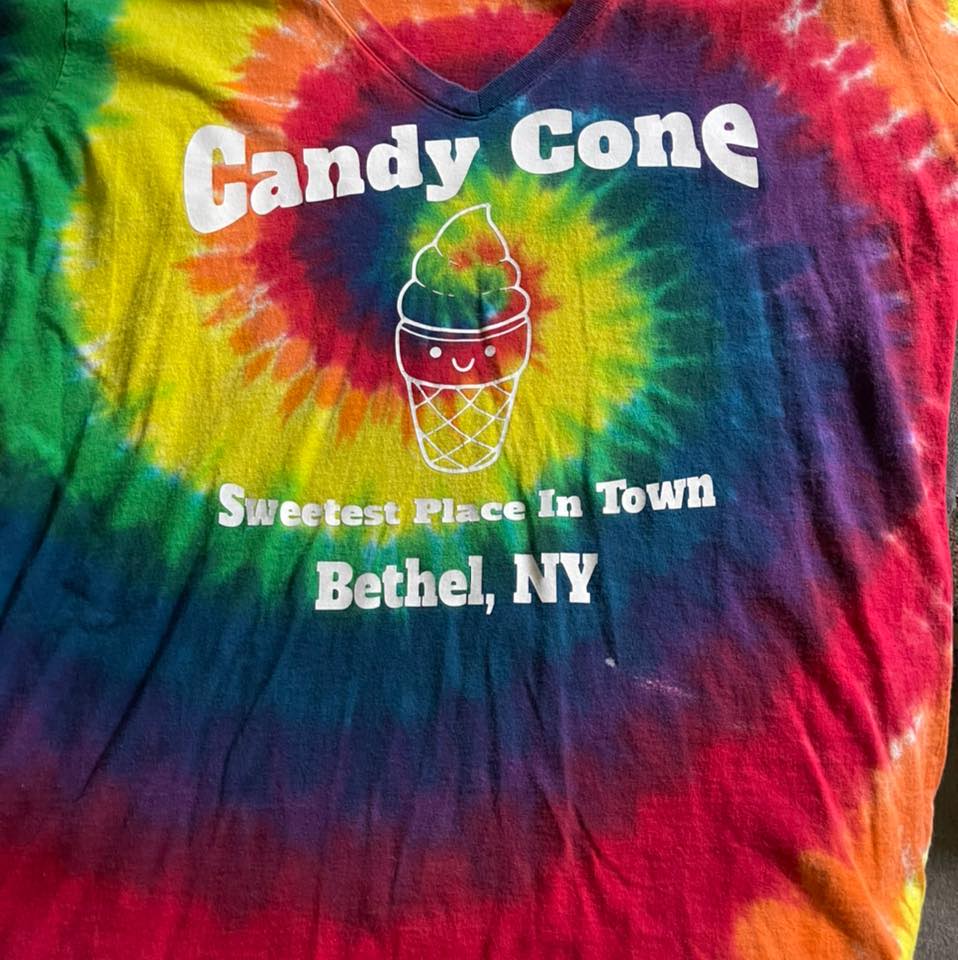 Candy Cone
Sweetest Place In Town
Bethel, NY